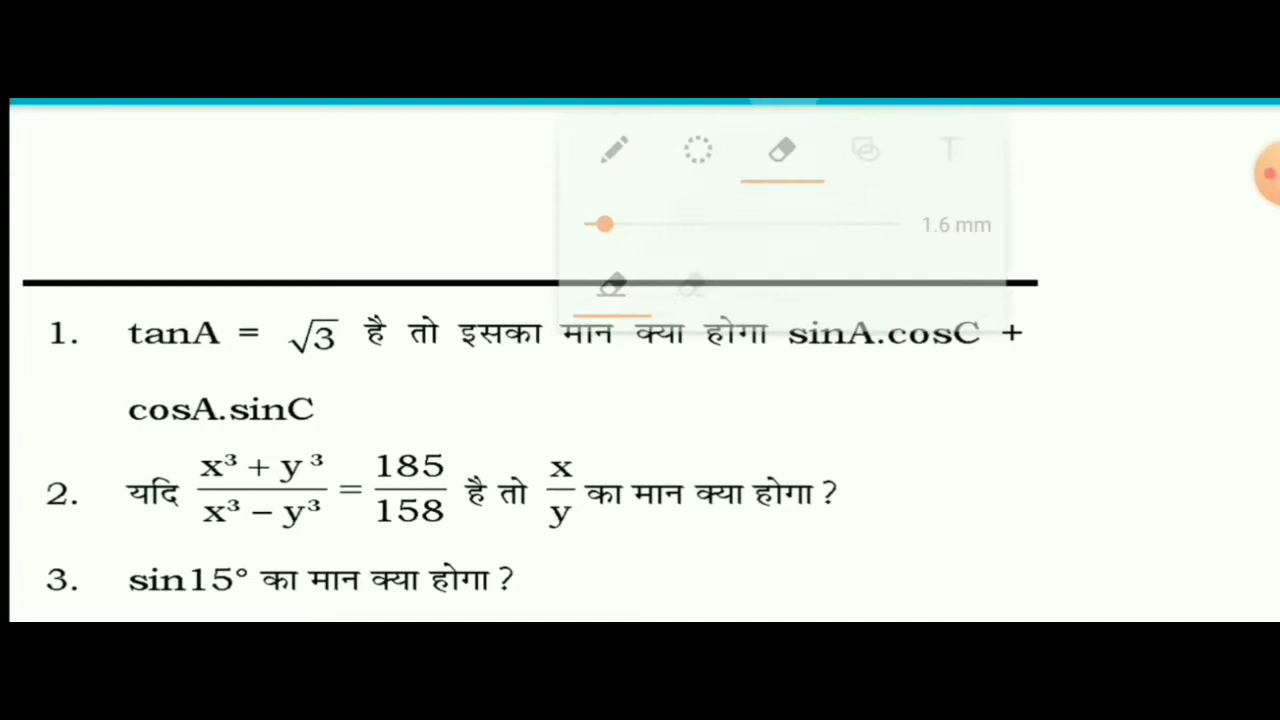 1.6 mm
1. tanA = √3 है तो इसका मान क्या होगा sinA.cosC +
cosA.sinC
2. यदि x³ + y³ / x³ − y³ = 185 / 158 है तो x / y का मान क्या होगा ?
3. sin15° का मान क्या होगा ?